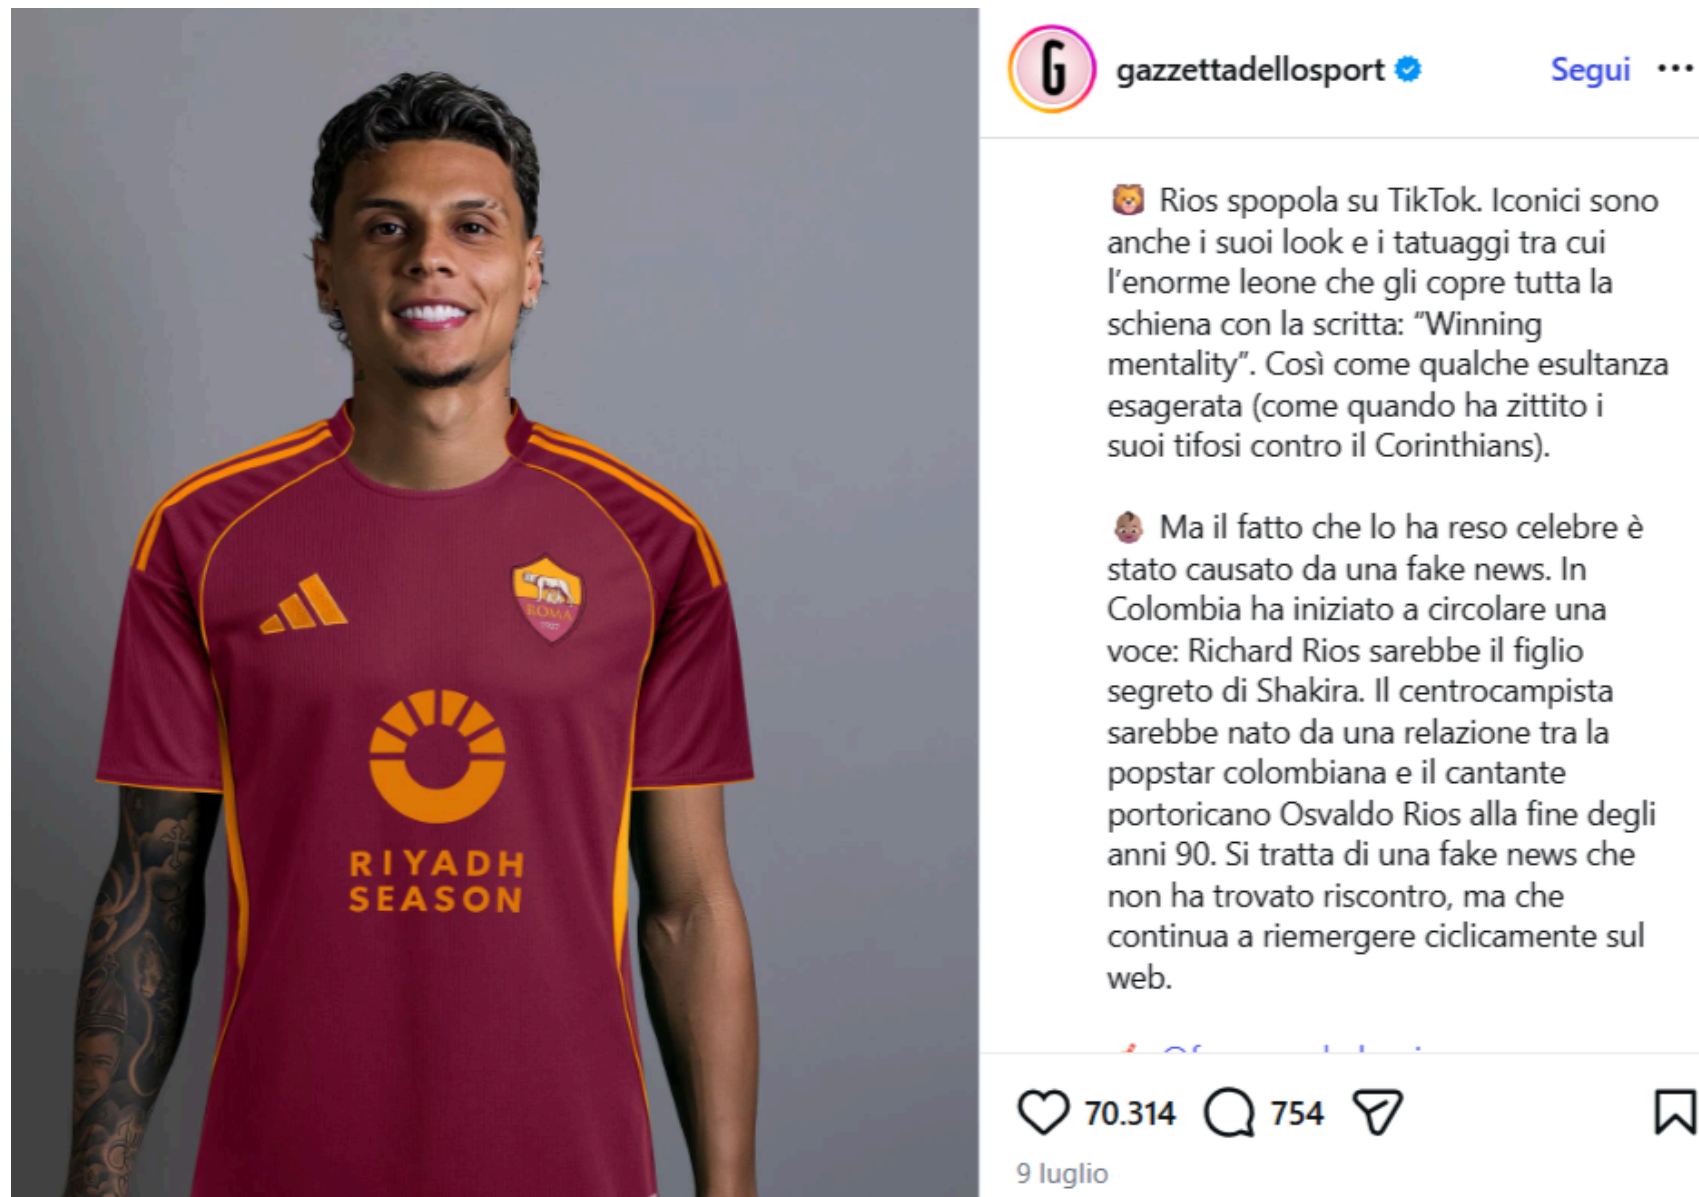 gazzettadellosport
Segui
Rios spopola su TikTok. Iconici sono
anche i suoi look e i tatuaggi tra cui
l'enorme leone che gli copre tutta la
schiena con la scritta: “Winning
mentality”. Così come qualche esultanza
esagerata (come quando ha zittito i
suoi tifosi contro il Corinthians).
Ma il fatto che lo ha reso celebre è
stato causato da una fake news. In
Colombia ha iniziato a circolare una
voce: Richard Rios sarebbe il figlio
segreto di Shakira. Il centrocampista
sarebbe nato da una relazione tra la
popstar colombiana e il cantante
portoricano Osvaldo Rios alla fine degli
anni 90. Si tratta di una fake news che
non ha trovato riscontro, ma che
continua a riemergere ciclicamente sul
web.
70.314
754
9 luglio
ROMA
1927
RIYADH
SEASON